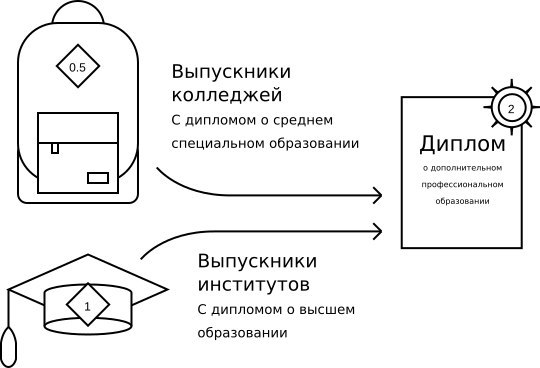 0.5
Выпускники
колледжей
С дипломом о среднем
специальном образовании
2
Диплом
о дополнительном
профессиональном
образовании
Выпускники
институтов
С дипломом о высшем
образовании
1